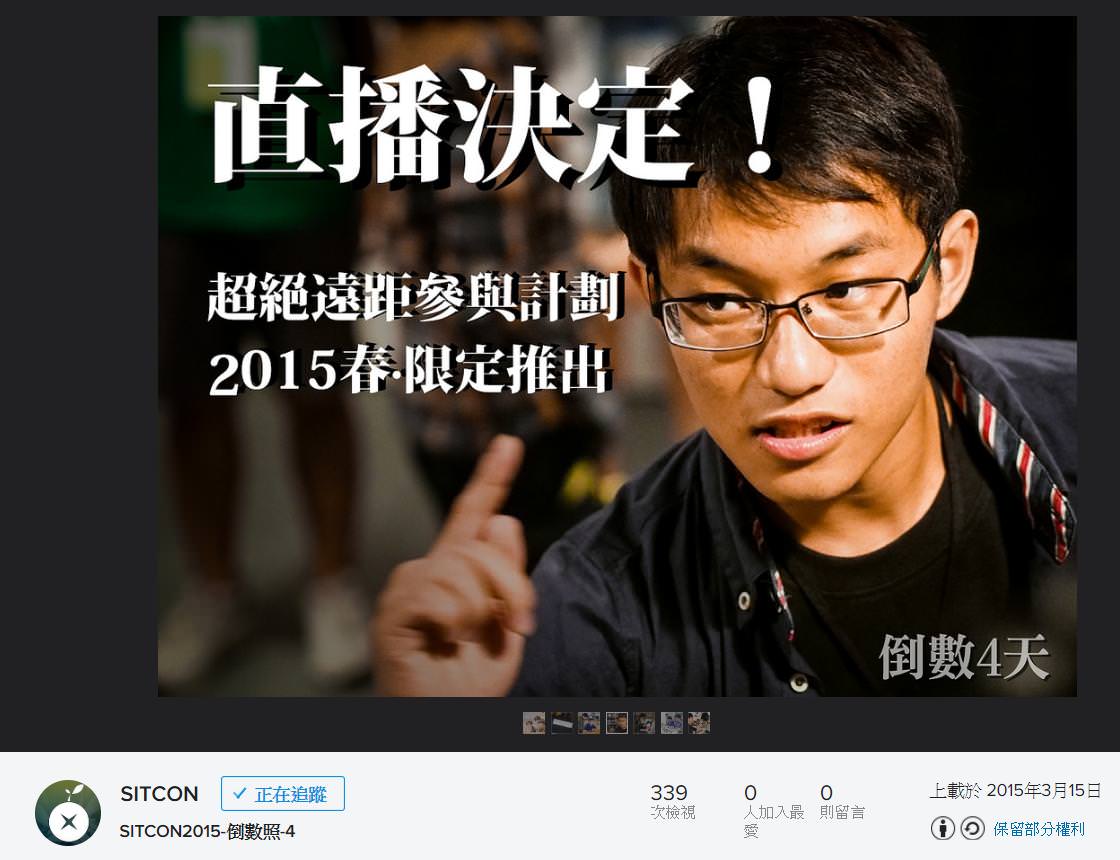 直播決定！
超絕遠距參與計劃
2015春·限定推出
倒數4天
SITCON
正在追蹤
SITCON2015-倒數照-4
339
次檢視
0
人加入最愛
0
則留言
上載於 2015年3月15日
保留部分權利